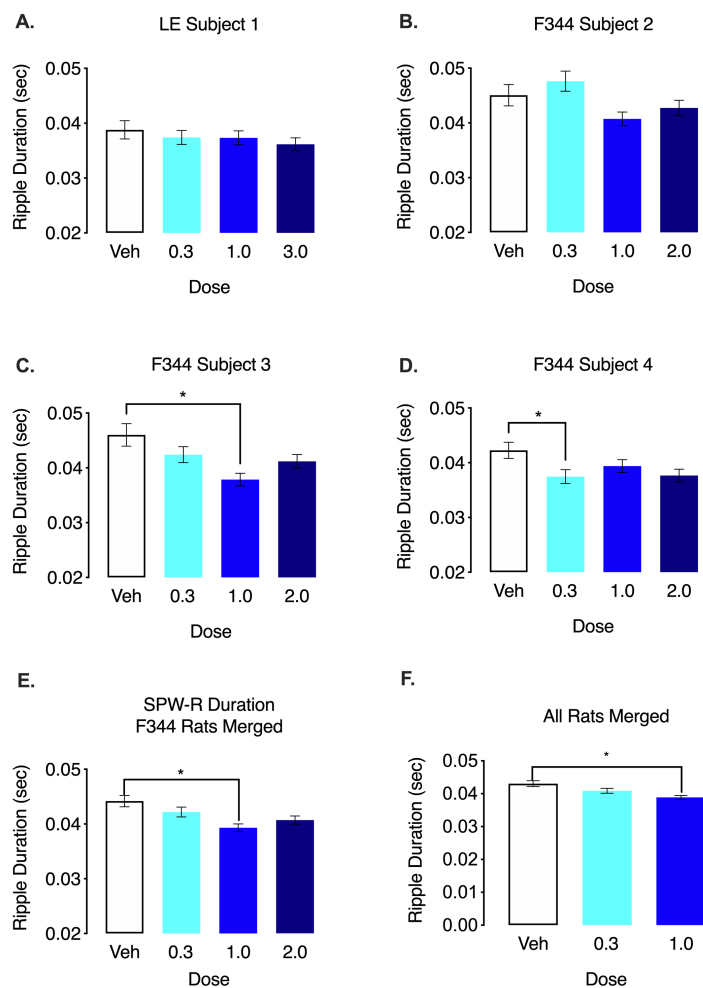 A.
LE Subject 1
Ripple Duration (sec)
0.05
0.04
0.03
0.02
Veh 0.3 1.0 3.0
Dose
B.
F344 Subject 2
Ripple Duration (sec)
0.05
0.04
0.03
0.02
Veh 0.3 1.0 2.0
Dose
C.
F344 Subject 3
Ripple Duration (sec)
*
0.05
0.04
0.03
0.02
Veh 0.3 1.0 2.0
Dose
D.
F344 Subject 4
Ripple Duration (sec)
*
0.05
0.04
0.03
0.02
Veh 0.3 1.0 2.0
Dose
E.
SPW-R Duration
F344 Rats Merged
Ripple Duration (sec)
*
0.05
0.04
0.03
0.02
Veh 0.3 1.0 2.0
Dose
F.
All Rats Merged
Ripple Duration (sec)
*
0.05
0.04
0.03
0.02
0.01
0.00
Veh 0.3 1.0
Dose